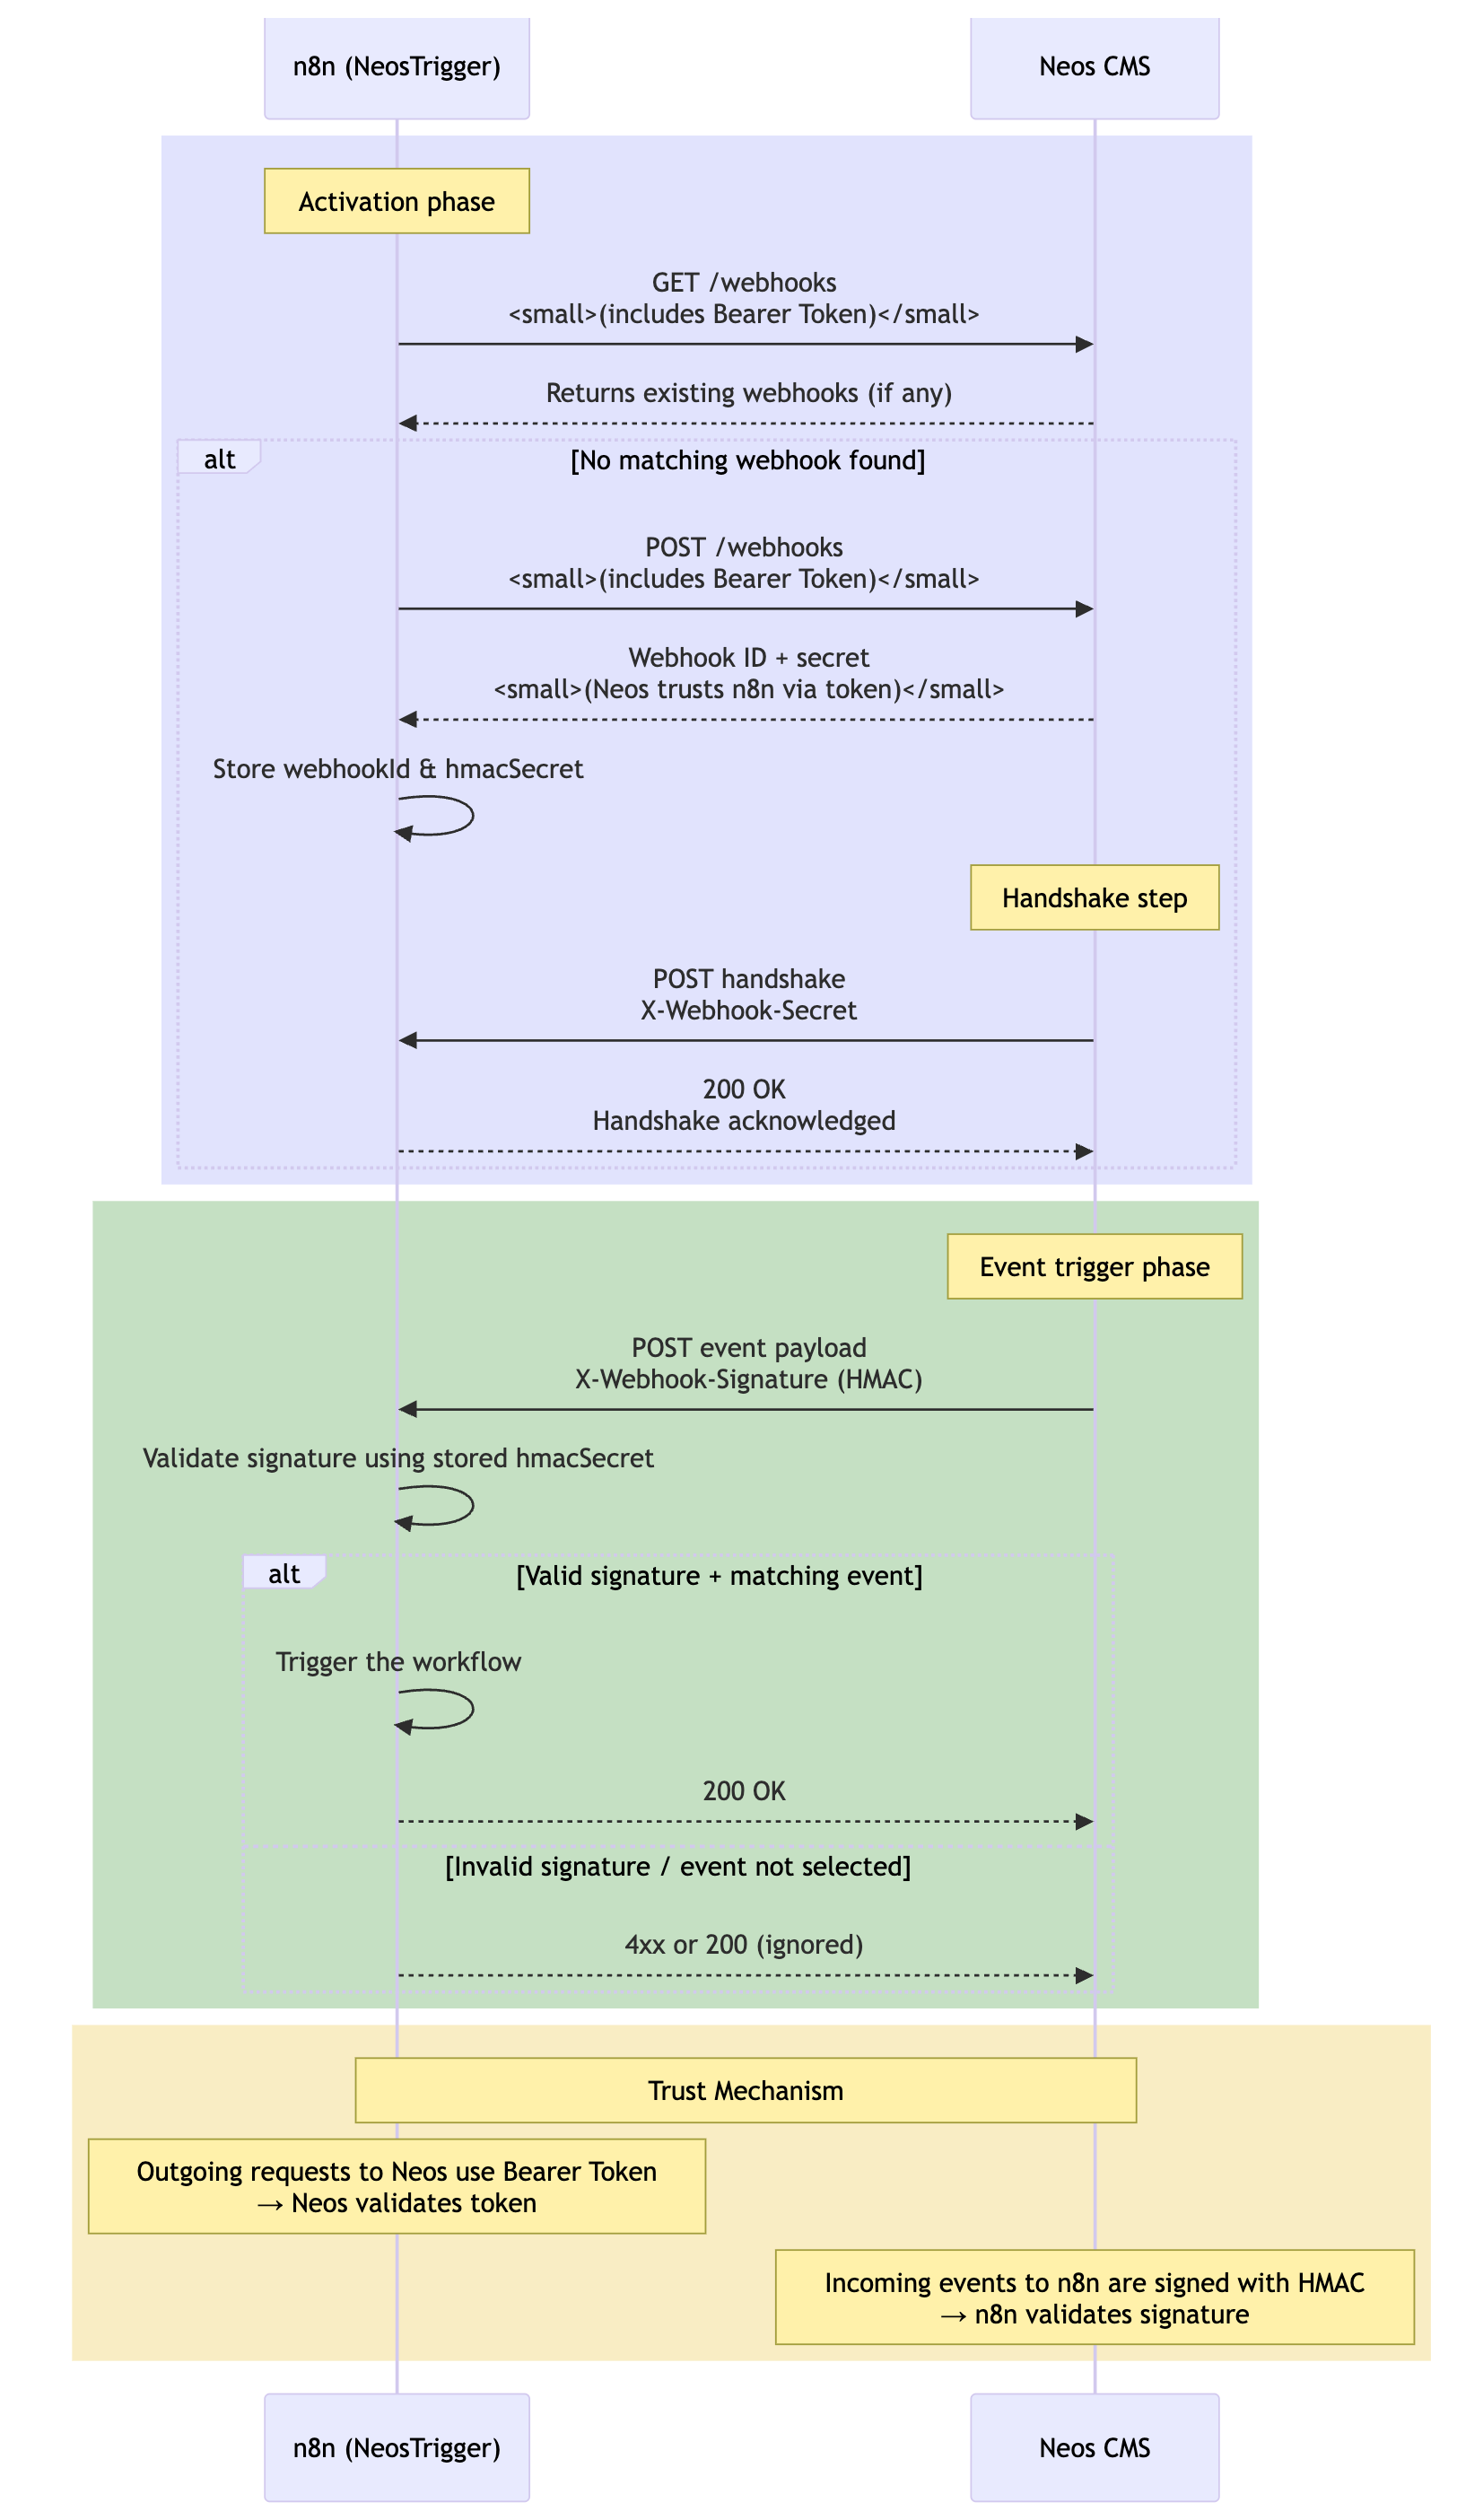 n8n (NeosTrigger)
Neos CMS
Activation phase
GET /webhooks
<small>(includes Bearer Token)</small>
Returns existing webhooks (if any)
alt
[No matching webhook found]
POST /webhooks
<small>(includes Bearer Token)</small>
Webhook ID + secret
<small>(Neos trusts n8n via token)</small>
Store webhookId & hmacSecret
Handshake step
POST handshake
X-Webhook-Secret
200 OK
Handshake acknowledged
Event trigger phase
POST event payload
X-Webhook-Signature (HMAC)
Validate signature using stored hmacSecret
alt
[Valid signature + matching event]
Trigger the workflow
200 OK
[Invalid signature / event not selected]
4xx or 200 (ignored)
Trust Mechanism
Outgoing requests to Neos use Bearer Token
→ Neos validates token
Incoming events to n8n are signed with HMAC
→ n8n validates signature
n8n (NeosTrigger)
Neos CMS